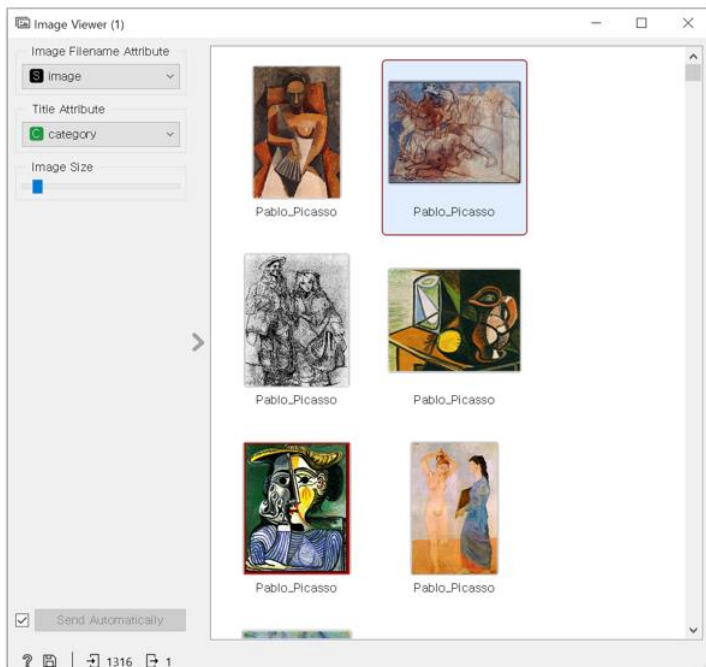 Image Viewer (1)
Image Filename Attribute
S image
Title Attribute
C category
Image Size
Pablo_Picasso
Pablo_Picasso
Pablo_Picasso
Pablo_Picasso
Pablo_Picasso
Pablo_Picasso
Send Automatically
? 1316 1